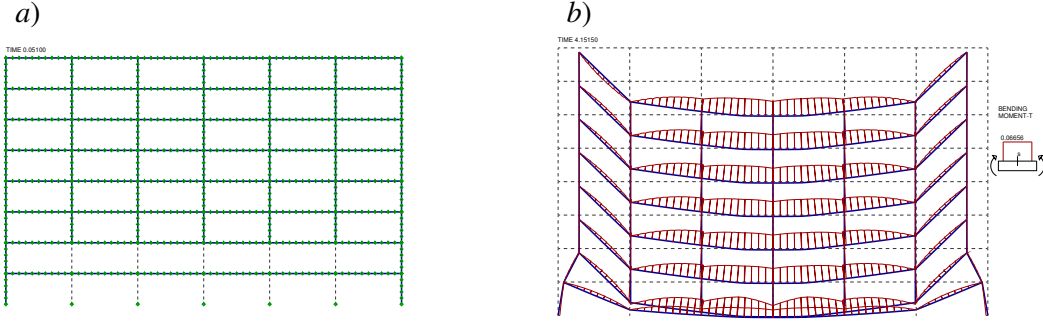 a)
b)
TIME 0.05100
TIME 4.15150
BENDING
MOMENT-T
0.06656
s